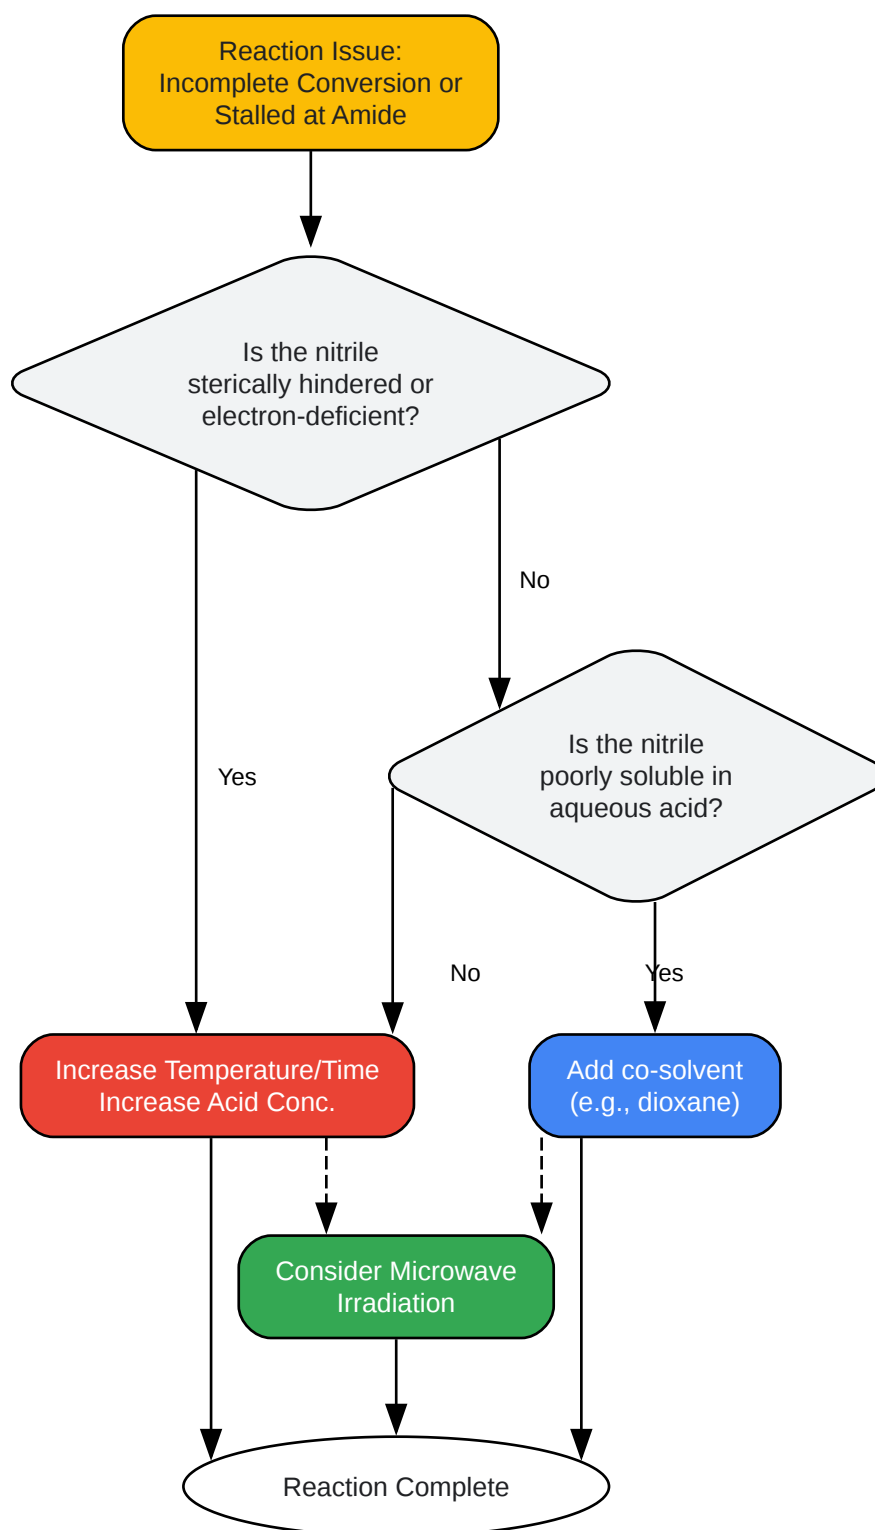 Reaction Issue:
Incomplete Conversion or
Stalled at Amide
Is the nitrile
sterically hindered or
electron-deficient?
No
Is the nitrile
poorly soluble in
aqueous acid?
Yes
No
Yes
Increase Temperature/Time
Increase Acid Conc.
Add co-solvent
(e.g., dioxane)
Consider Microwave
Irradiation
Reaction Complete